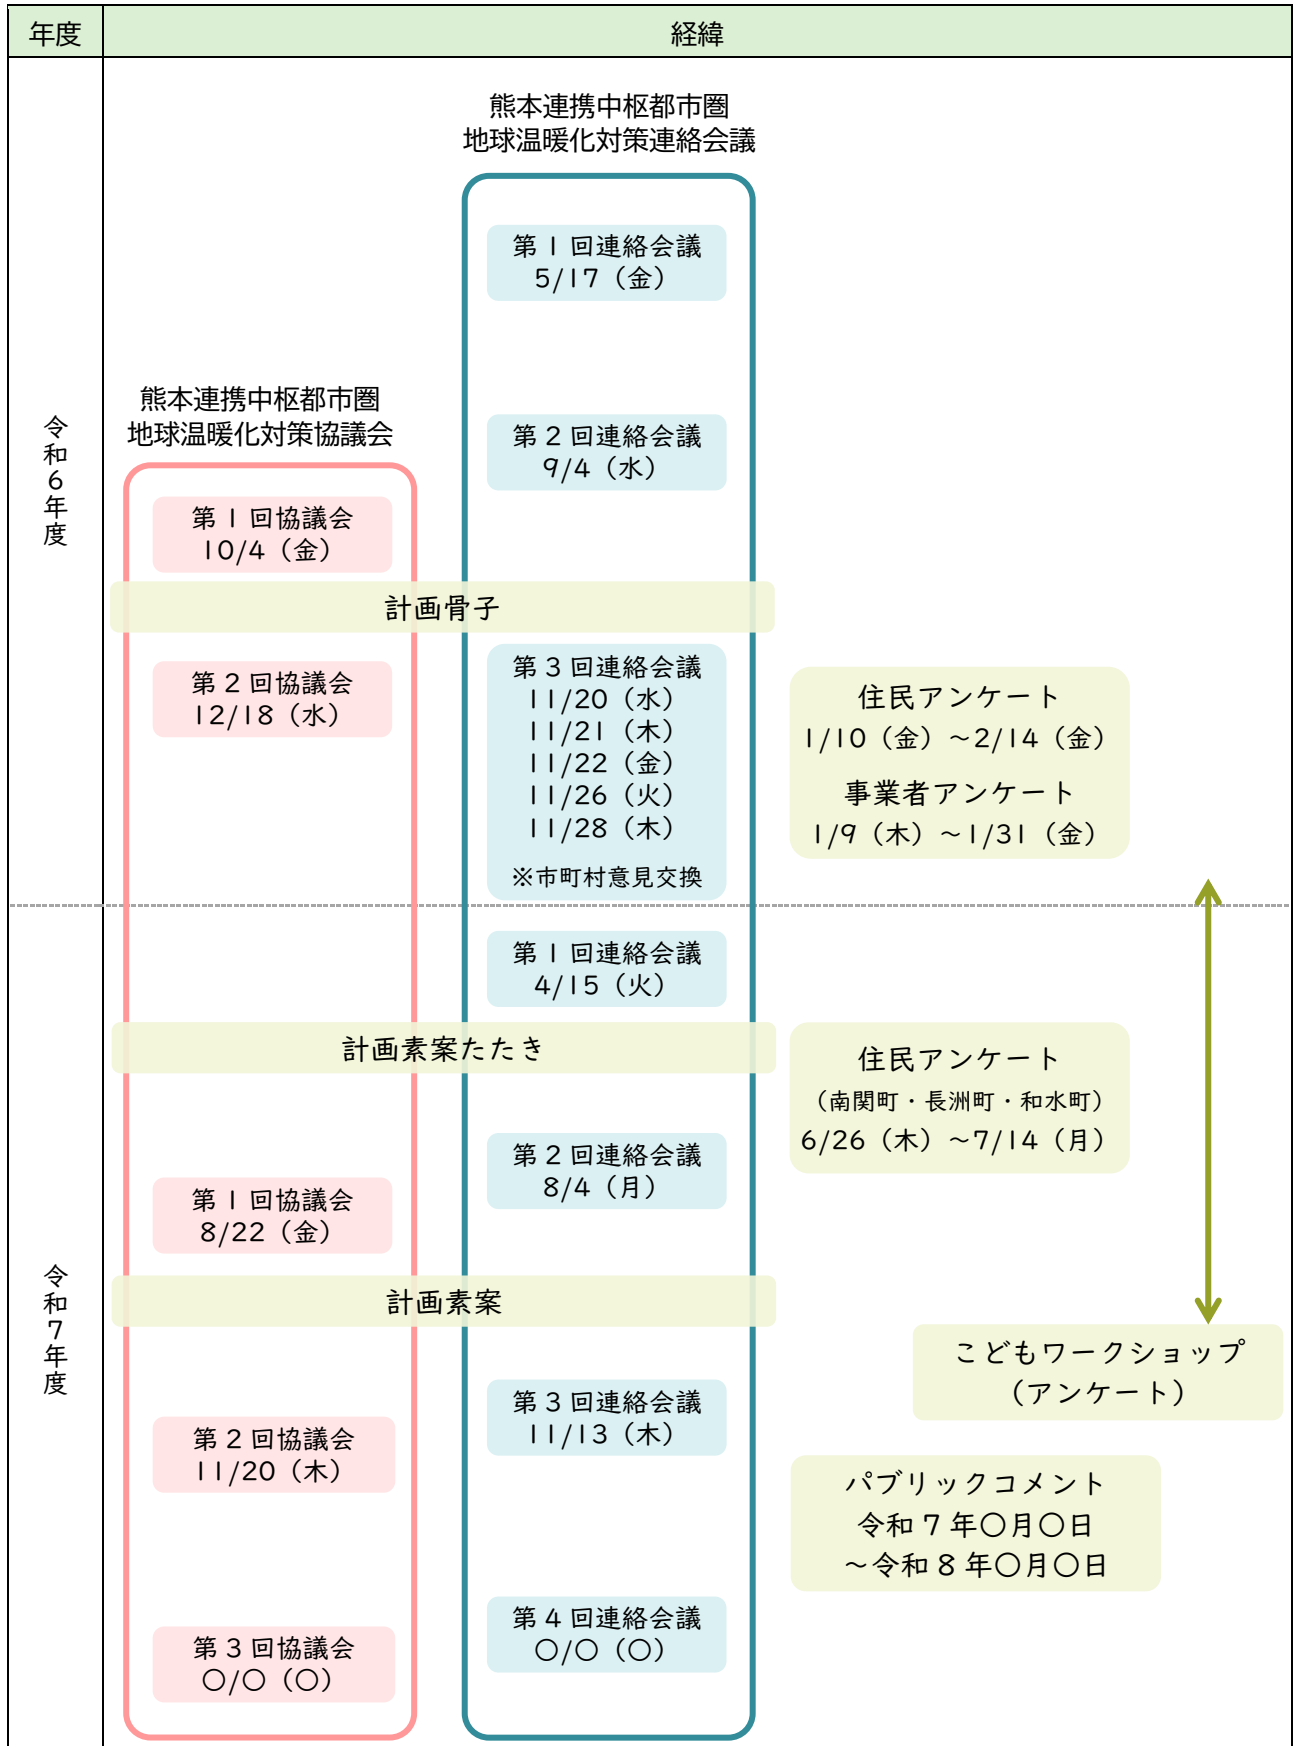 年度
経緯
熊本連携中枢都市圏
地球温暖化対策連絡会議
第1回連絡会議
5/17（金）
令和6年度
熊本連携中枢都市圏
地球温暖化対策協議会
第2回連絡会議
9/4（水）
第1回協議会
10/4（金）
計画骨子
第2回協議会
12/18（水）
第3回連絡会議
11/20（水）
11/21（木）
11/22（金）
11/26（火）
11/28（木）
※市町村意見交換
住民アンケート
1/10（金）～2/14（金）
事業者アンケート
1/9（木）～1/31（金）
令和7年度
第1回連絡会議
4/15（火）
計画素案たたき
住民アンケート
（南関町・長洲町・和水町）
6/26（木）～7/14（月）
第2回連絡会議
8/4（月）
第1回協議会
8/22（金）
計画素案
こどもワークショップ
（アンケート）
第3回連絡会議
11/13（木）
第2回協議会
11/20（木）
パブリックコメント
令和7年〇月〇日
～令和8年〇月〇日
第4回連絡会議
〇/〇（〇）
第3回協議会
〇/〇（〇）